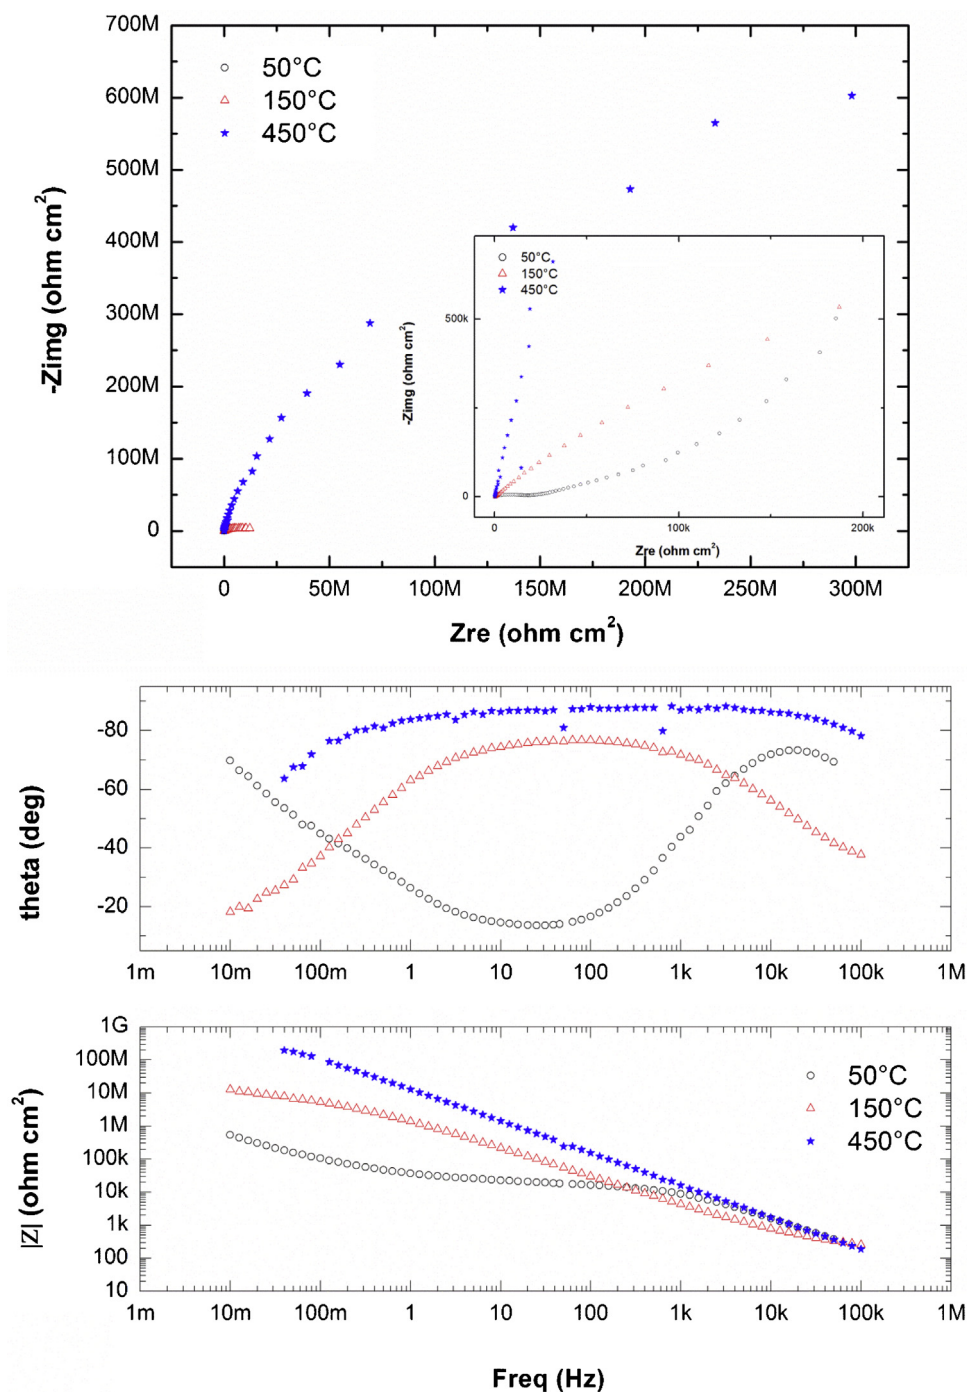 700M
600M
500M
400M
300M
200M
100M
0
-Zimg (ohm cm²)
50°C
150°C
450°C
0 50M 100M 150M 200M 250M 300M
Zre (ohm cm²)
50°C
150°C
450°C
500k
0
-Zimg (ohm cm²)
0 100k 200k
Zre (ohm cm²)
-80
-60
-40
-20
theta (deg)
1m 10m 100m 1 10 100 1k 10k 100k 1M
1G
100M
10M
1M
100k
10k
1k
100
10
|Z| (ohm cm²)
50°C
150°C
450°C
1m 10m 100m 1 10 100 1k 10k 100k 1M
Freq (Hz)